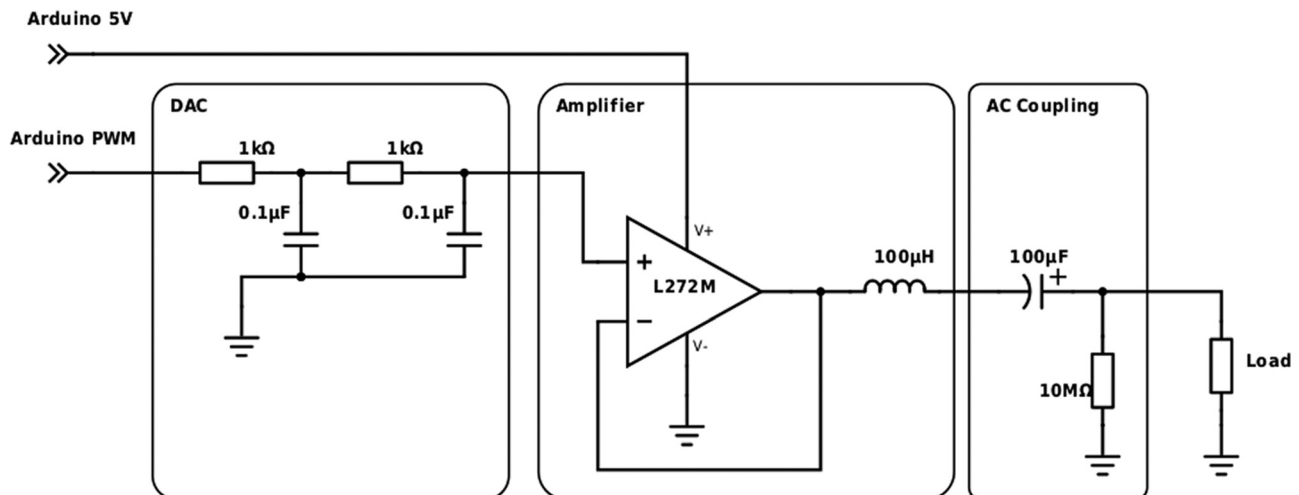 Arduino 5V
DAC
Amplifier
AC Coupling
Arduino PWM
1kΩ
1kΩ
0.1µF
0.1µF
V+
+
L272M
−
V-
100µH
100µF
+
10MΩ
Load